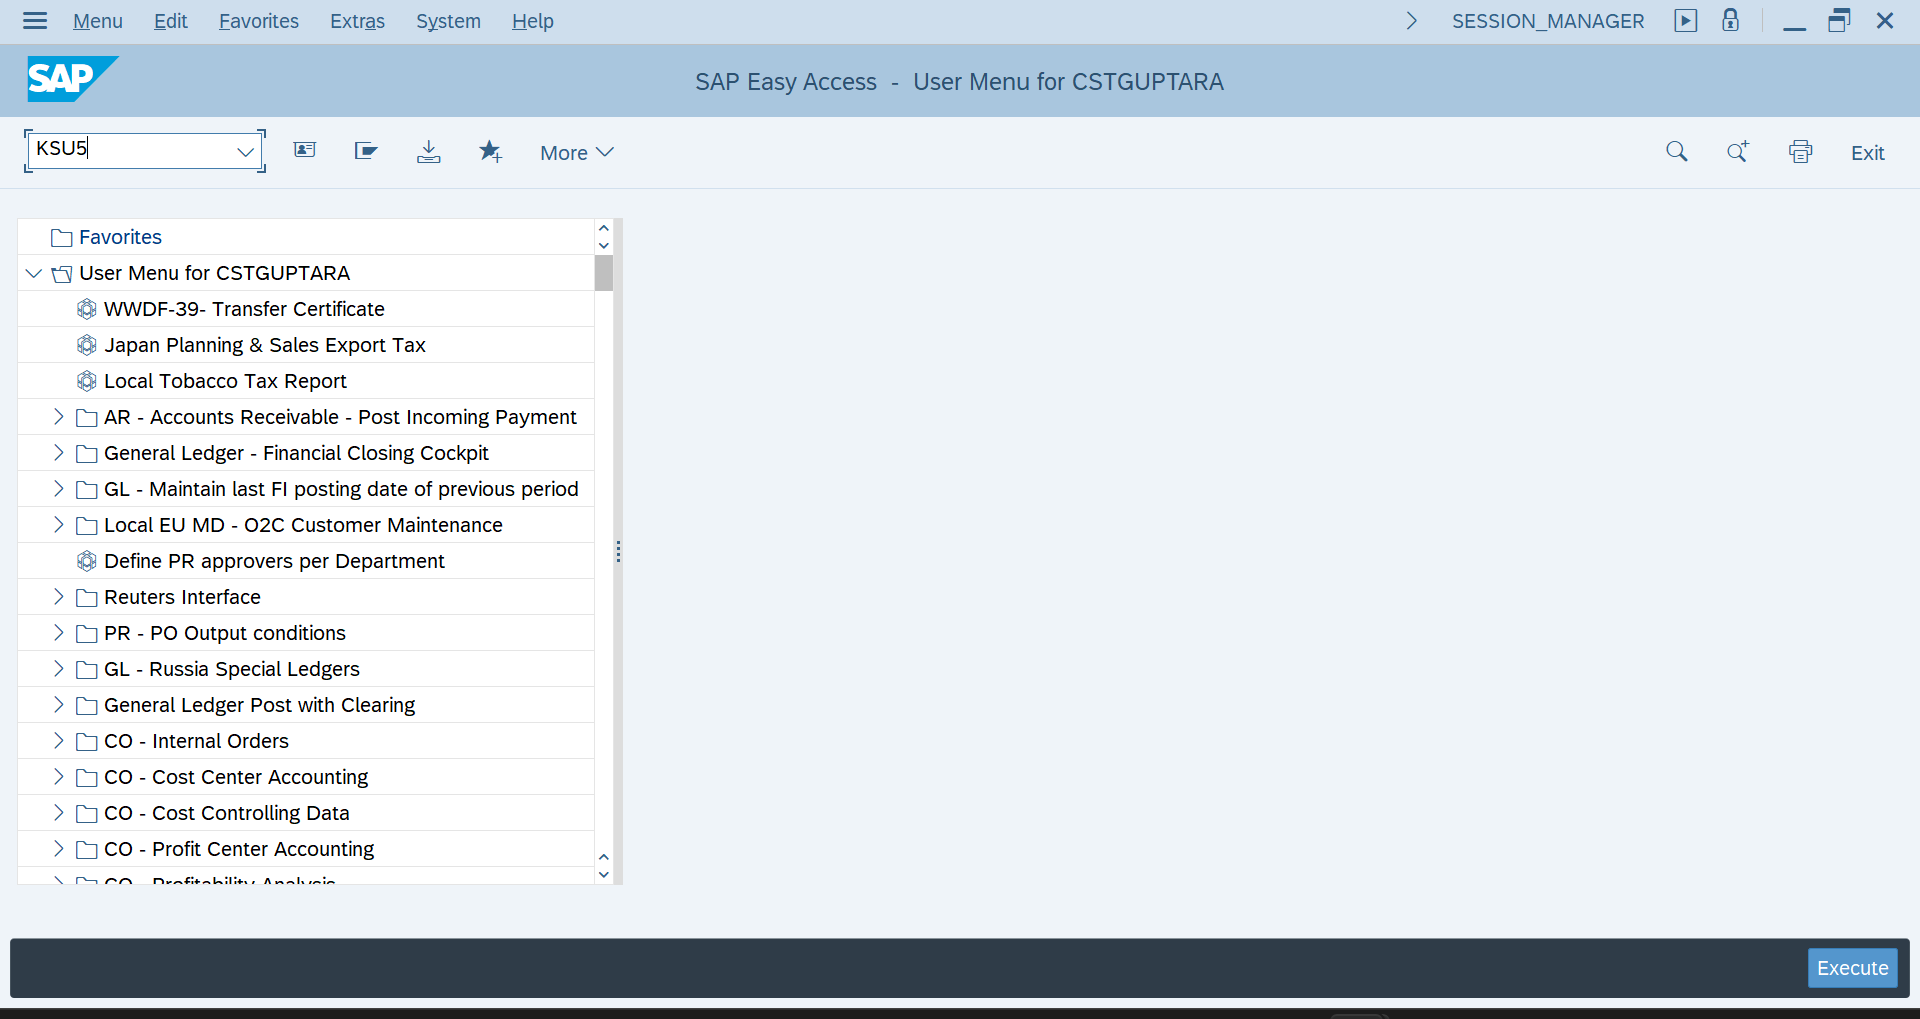 Menu Edit Favorites Extras System Help SESSION_MANAGER
SAP
SAP Easy Access - User Menu for CSTGUPTARA
KSU5 More Exit
Favorites
User Menu for CSTGUPTARA
WWDF-39- Transfer Certificate
Japan Planning & Sales Export Tax
Local Tobacco Tax Report
AR - Accounts Receivable - Post Incoming Payment
General Ledger - Financial Closing Cockpit
GL - Maintain last FI posting date of previous period
Local EU MD - O2C Customer Maintenance
Define PR approvers per Department
Reuters Interface
PR - PO Output conditions
GL - Russia Special Ledgers
General Ledger Post with Clearing
CO - Internal Orders
CO - Cost Center Accounting
CO - Cost Controlling Data
CO - Profit Center Accounting
CO - Profitability Analysis
Execute